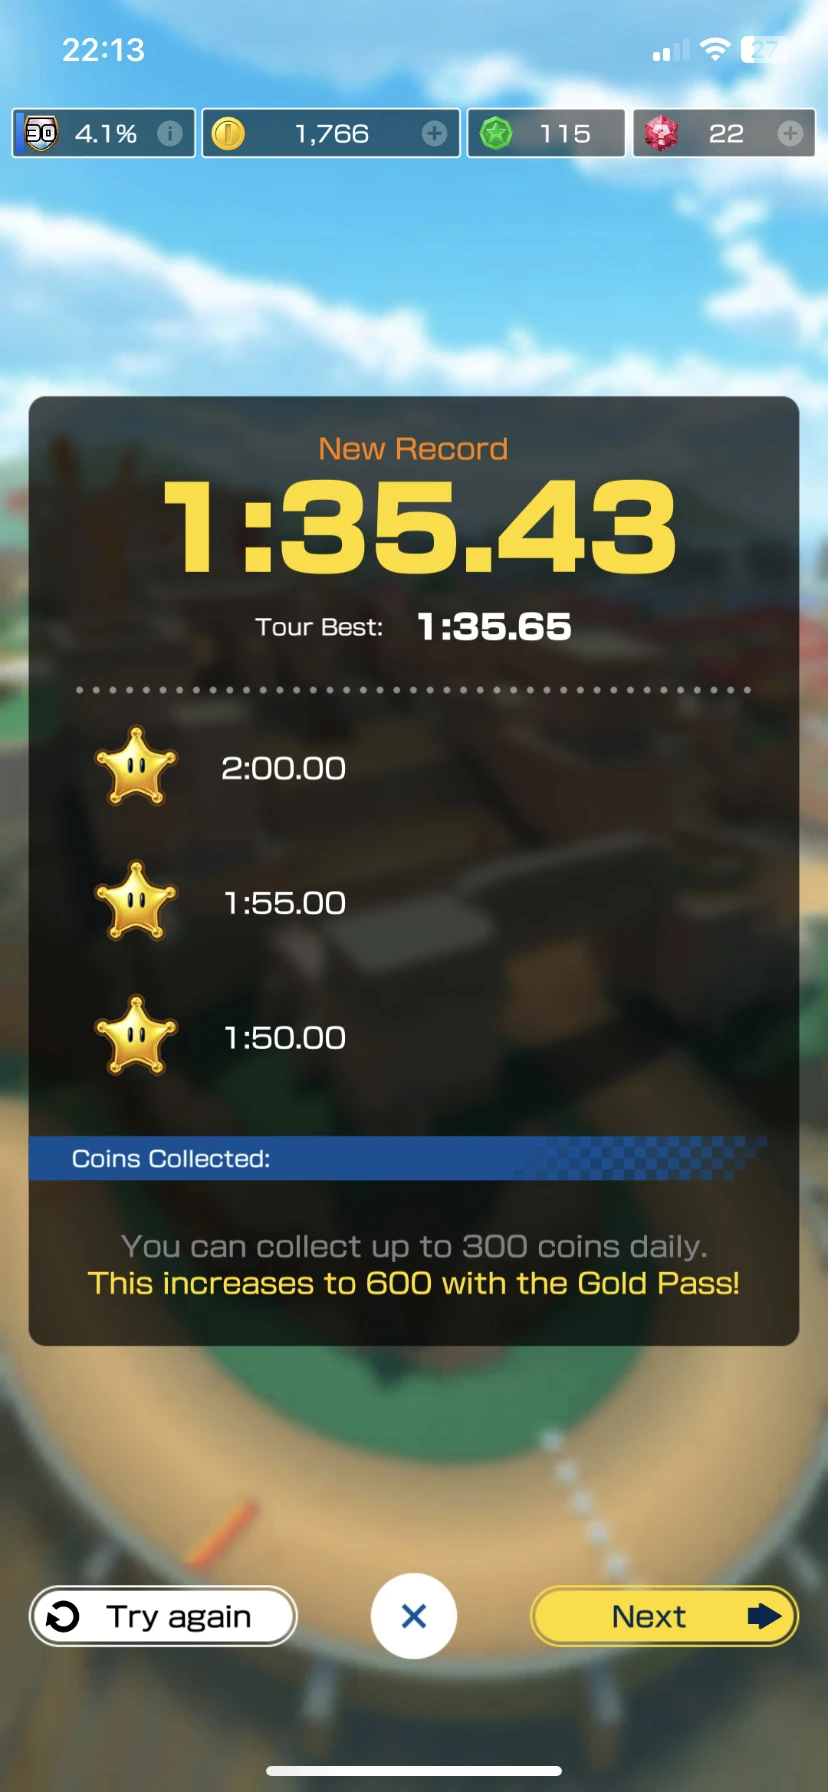 22:13
27
30 4.1% i 1,766 + 115 22 +
New Record
1:35.43
Tour Best: 1:35.65
2:00.00
1:55.00
1:50.00
Coins Collected:
You can collect up to 300 coins daily.
This increases to 600 with the Gold Pass!
Try again
Next